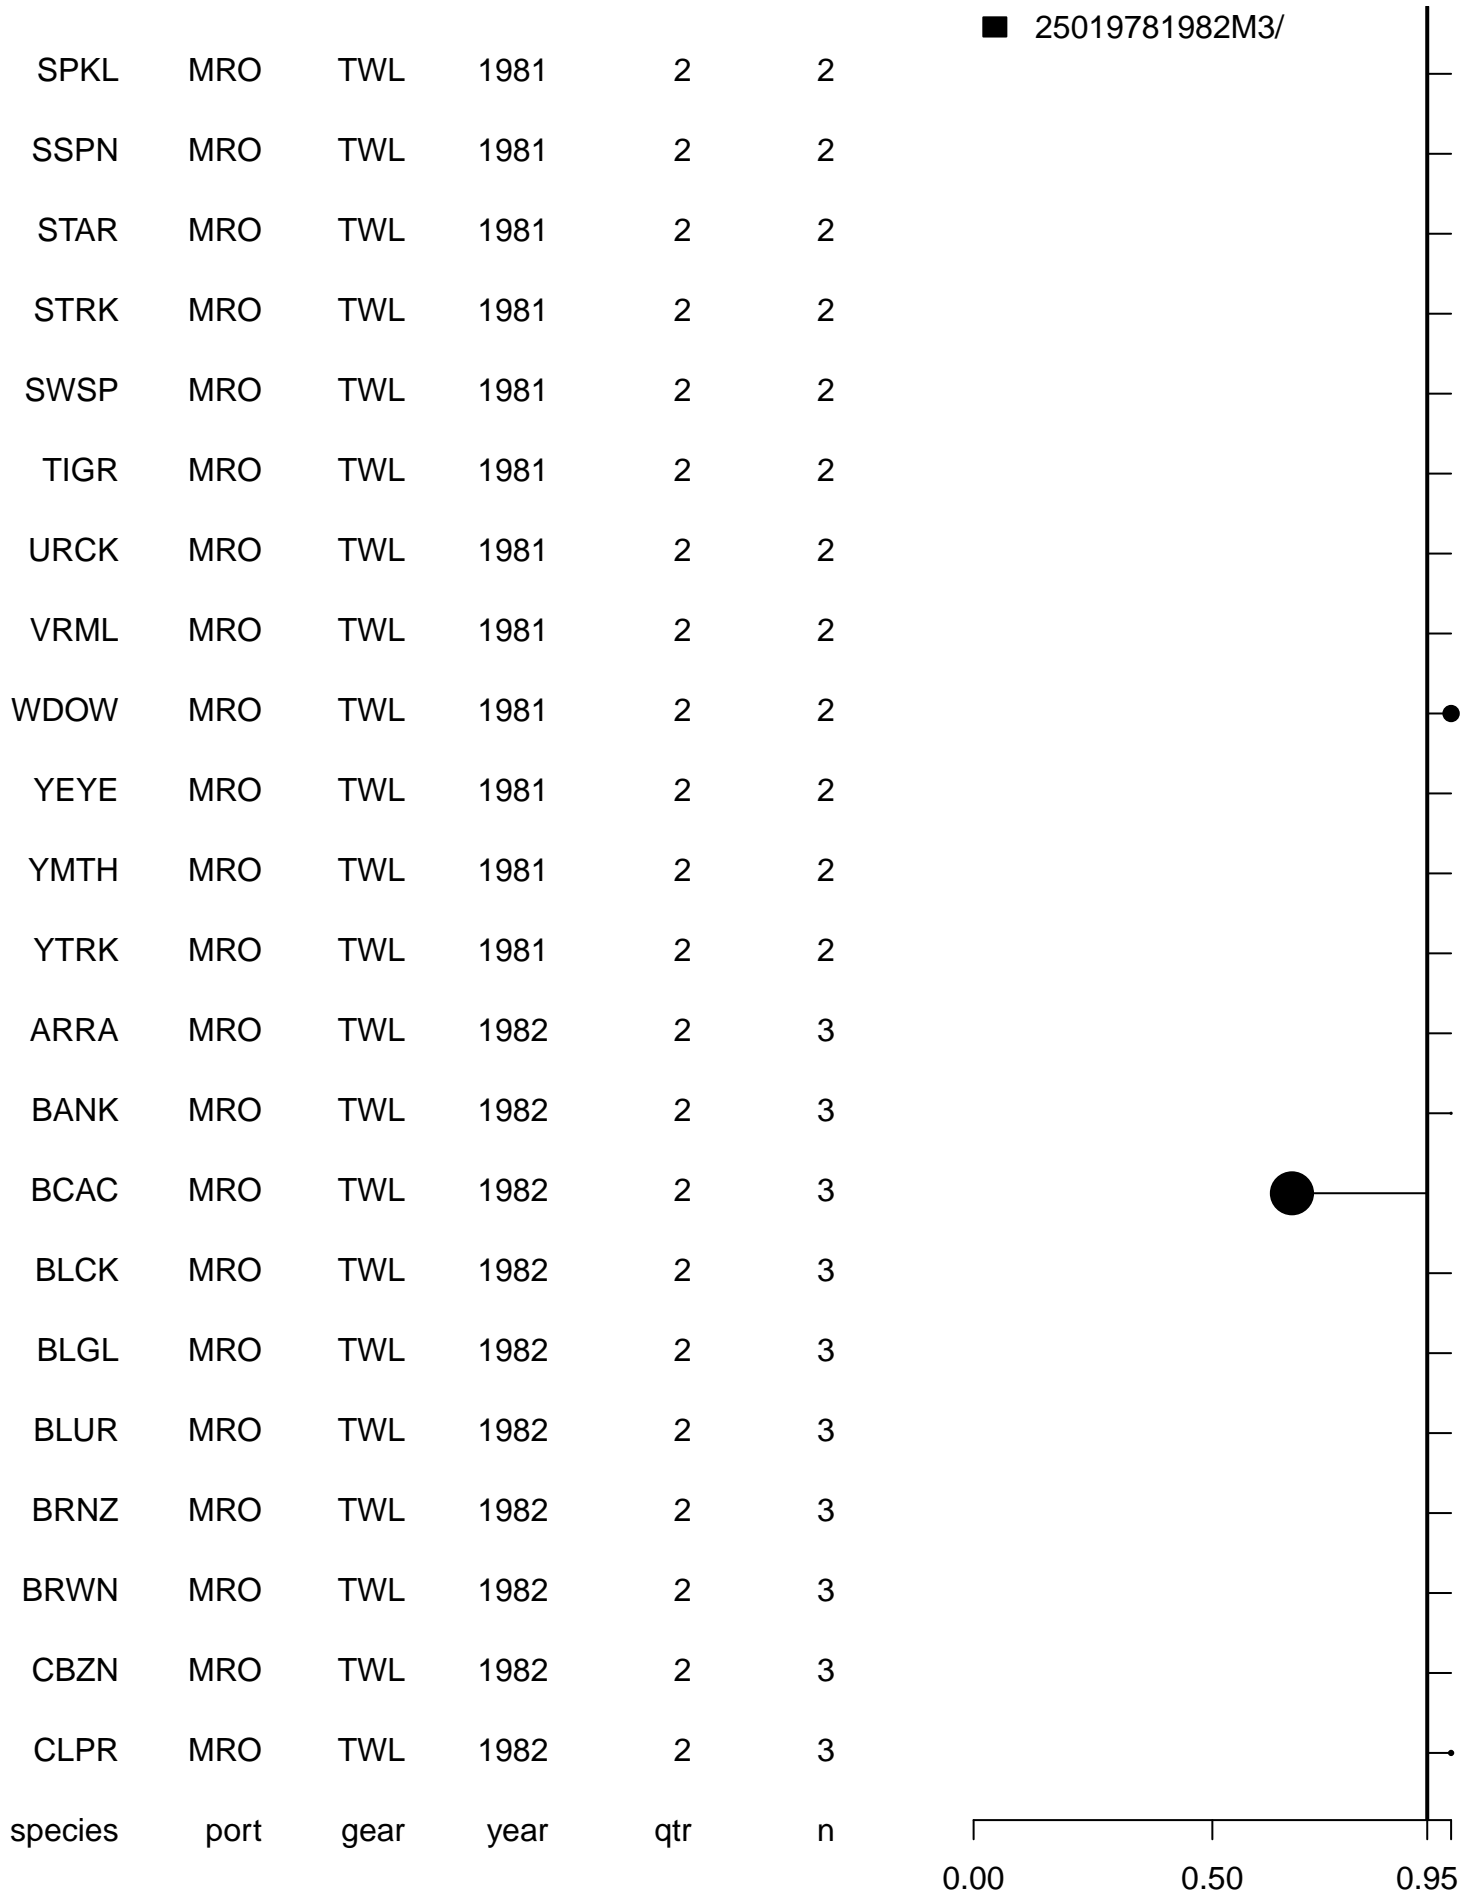 25019781982M3/
SPKL MRO TWL 1981 2 2
SSPN MRO TWL 1981 2 2
STAR MRO TWL 1981 2 2
STRK MRO TWL 1981 2 2
SWSP MRO TWL 1981 2 2
TIGR MRO TWL 1981 2 2
URCK MRO TWL 1981 2 2
VRML MRO TWL 1981 2 2
WDOW MRO TWL 1981 2 2
YEYE MRO TWL 1981 2 2
YMTH MRO TWL 1981 2 2
YTRK MRO TWL 1981 2 2
ARRA MRO TWL 1982 2 3
BANK MRO TWL 1982 2 3
BCAC MRO TWL 1982 2 3
BLCK MRO TWL 1982 2 3
BLGL MRO TWL 1982 2 3
BLUR MRO TWL 1982 2 3
BRNZ MRO TWL 1982 2 3
BRWN MRO TWL 1982 2 3
CBZN MRO TWL 1982 2 3
CLPR MRO TWL 1982 2 3
species port gear year qtr n
0.00 0.50 0.95